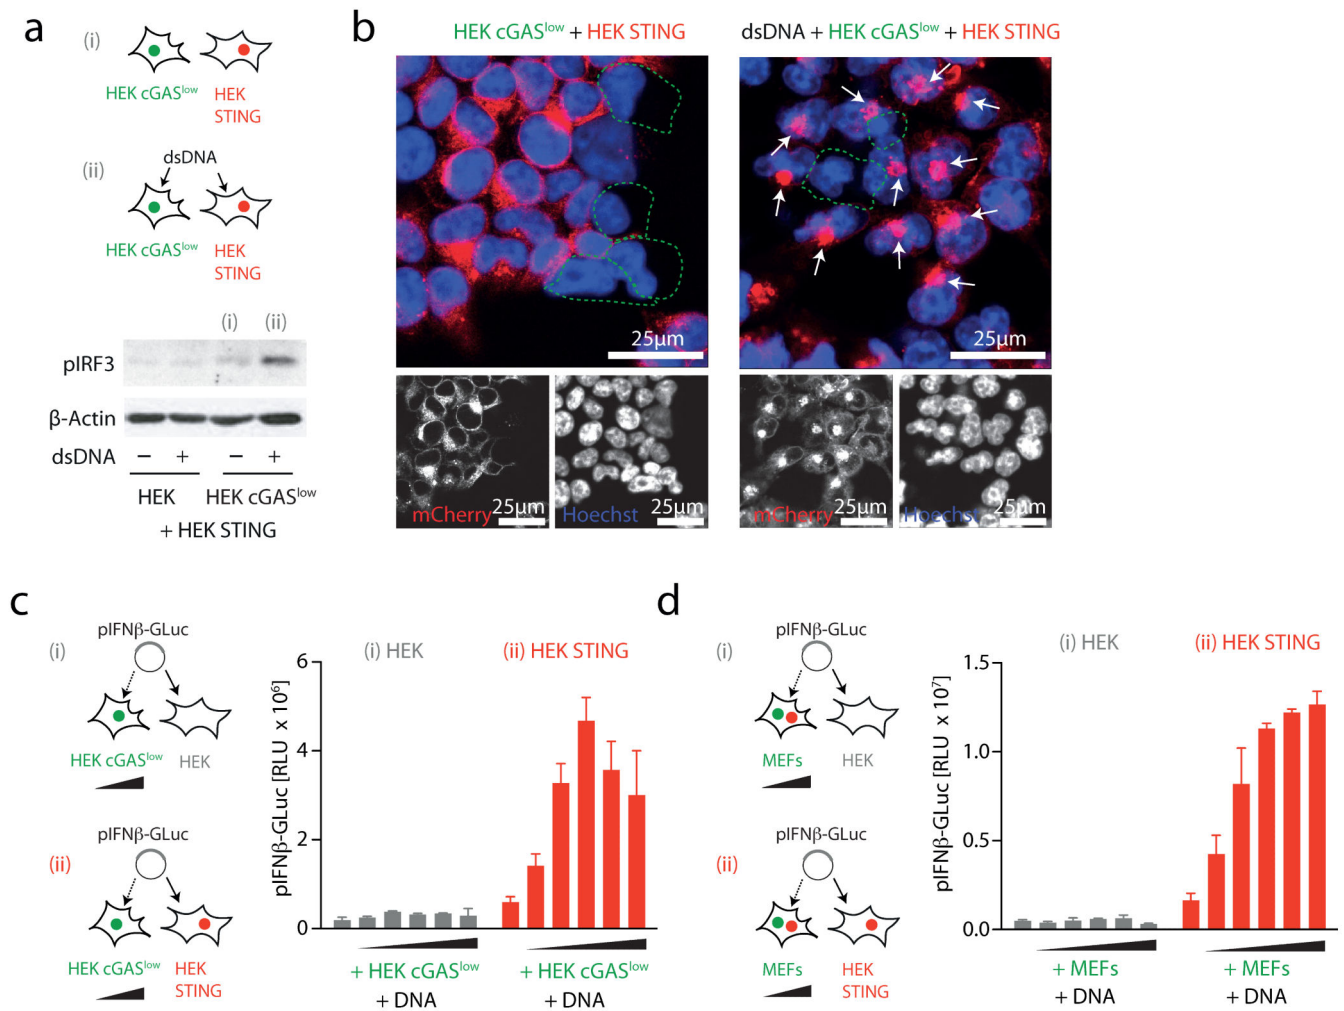 a
(i)
HEK cGASlow
HEK
STING
dsDNA
(ii)
HEK cGASlow
HEK
STING
(i)
(ii)
pIRF3
β-Actin
dsDNA
−
+
−
+
HEK
HEK cGASlow
+ HEK STING
b
HEK cGASlow + HEK STING
dsDNA + HEK cGASlow + HEK STING
25µm
25µm
mCherry
25µm
Hoechst
25µm
mCherry
25µm
Hoechst
25µm
c
pIFNβ-GLuc
(i)
HEK cGASlow
HEK
pIFNβ-GLuc
(ii)
HEK cGASlow
HEK
STING
pIFNβ-GLuc [RLU x 10⁶]
6
4
2
0
(i) HEK
(ii) HEK STING
+ HEK cGASlow
+ DNA
+ HEK cGASlow
+ DNA
d
pIFNβ-GLuc
(i)
MEFs
HEK
pIFNβ-GLuc
(ii)
MEFs
HEK
STING
pIFNβ-GLuc [RLU x 10⁷]
1.5
1.0
0.5
0.0
(i) HEK
(ii) HEK STING
+ MEFs
+ DNA
+ MEFs
+ DNA